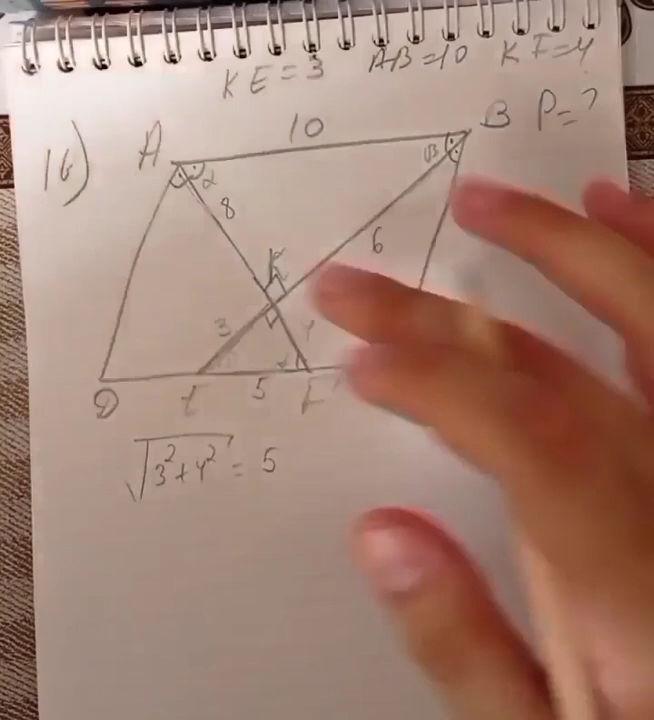 KE=3 AB=10 KF=4
16) A 10 B P=?
α β
8
K 6
3 4
α
D E 5 F
√3²+4² = 5